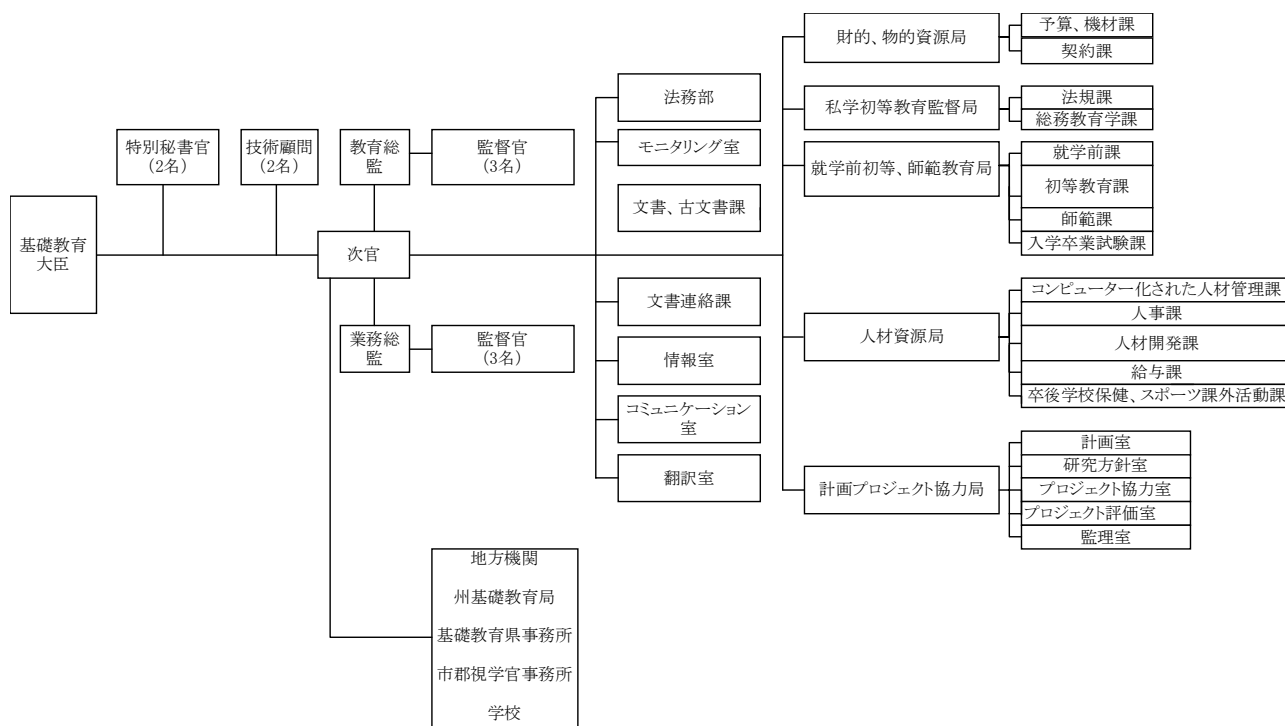 基礎教育
大臣
特別秘書官
(2名)
技術顧問
(2名)
教育総
監
監督官
(3名)
次官
業務総
監
監督官
(3名)
法務部
モニタリング室
文書、古文書課
文書連絡課
情報室
コミュニケーション
室
翻訳室
財的、物的資源局
予算、機材課
契約課
私学初等教育監督局
法規課
総務教育学課
就学前初等、師範教育局
就学前課
初等教育課
師範課
入学卒業試験課
人材資源局
コンピューター化された人材管理課
人事課
人材開発課
給与課
卒後学校保健、スポーツ課外活動課
計画プロジェクト協力局
計画室
研究方針室
プロジェクト協力室
プロジェクト評価室
監理室
地方機関
州基礎教育局
基礎教育県事務所
市郡視学官事務所
学校